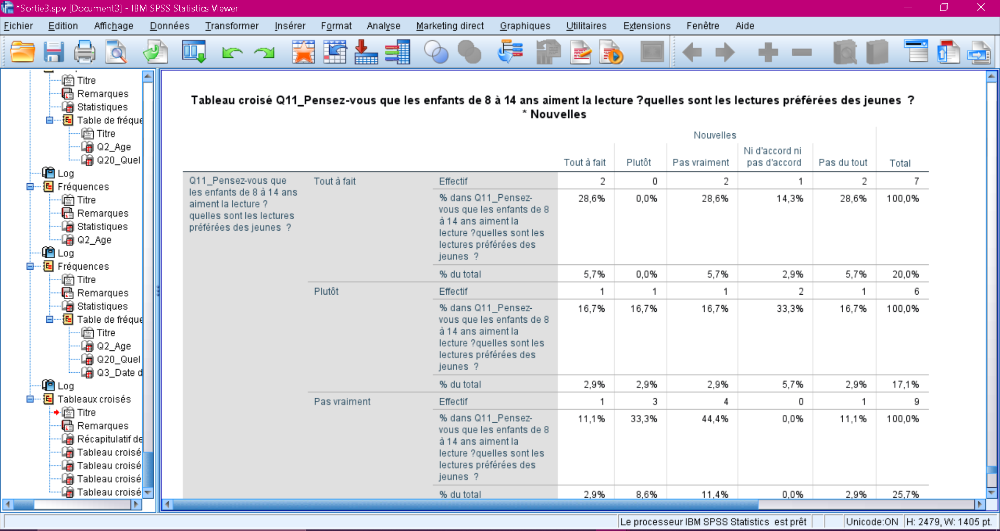 *Sortie3.spv [Document3] - IBM SPSS Statistics Viewer
Fichier Edition Affichage Données Transformer Insérer Format Analyse Marketing direct Graphiques Utilitaires Extensions Fenêtre Aide
Titre
Remarques
Statistiques
Table de fréque
Titre
Q2_Age
Q20_Quel
Log
Fréquences
Titre
Remarques
Statistiques
Q2_Age
Log
Fréquences
Titre
Remarques
Statistiques
Table de fréque
Titre
Q2_Age
Q20_Quel
Q3_Date d
Log
Tableaux croisés
Titre
Remarques
Récapitulatif de
Tableau croisé
Tableau croisé
Tableau croisé
Tableau croisé
Tableau croisé Q11_Pensez-vous que les enfants de 8 à 14 ans aiment la lecture ?quelles sont les lectures préférées des jeunes ?
* Nouvelles
Nouvelles
Tout à fait Plutôt Pas vraiment Ni d'accord ni pas d'accord Pas du tout Total
Q11_Pensez-vous que
les enfants de 8 à 14 ans
aiment la lecture ?
quelles sont les lectures
préférées des jeunes ?
Tout à fait Effectif 2 0 2 1 2 7
% dans Q11_Pensez- 28,6% 0,0% 28,6% 14,3% 28,6% 100,0%
vous que les enfants de 8
à 14 ans aiment la
lecture ?quelles sont les
lectures préférées des
jeunes ?
% du total 5,7% 0,0% 5,7% 2,9% 5,7% 20,0%
Plutôt Effectif 1 1 1 2 1 6
% dans Q11_Pensez- 16,7% 16,7% 16,7% 33,3% 16,7% 100,0%
vous que les enfants de 8
à 14 ans aiment la
lecture ?quelles sont les
lectures préférées des
jeunes ?
% du total 2,9% 2,9% 2,9% 5,7% 2,9% 17,1%
Pas vraiment Effectif 1 3 4 0 1 9
% dans Q11_Pensez- 11,1% 33,3% 44,4% 0,0% 11,1% 100,0%
vous que les enfants de 8
à 14 ans aiment la
lecture ?quelles sont les
lectures préférées des
jeunes ?
% du total 2,9% 8,6% 11,4% 0,0% 2,9% 25,7%
Le processeur IBM SPSS Statistics est prêt Unicode:ON H: 2479, W: 1405 pt.